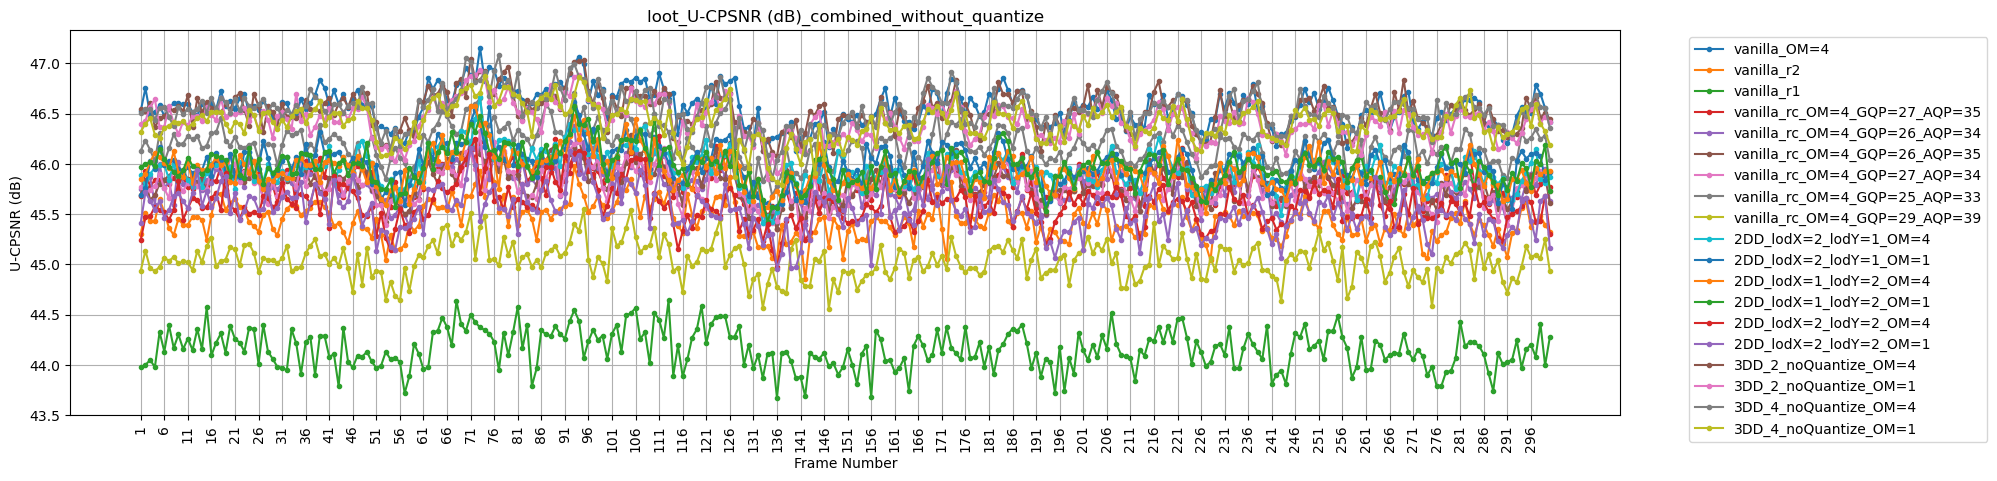 loot_U-CPSNR (dB)_combined_without_quantize
U-CPSNR (dB)
47.0
46.5
46.0
45.5
45.0
44.5
44.0
43.5
1 6 11 16 21 26 31 36 41 46 51 56 61 66 71 76 81 86 91 96 101 106 111 116 121 126 131 136 141 146 151 156 161 166 171 176 181 186 191 196 201 206 211 216 221 226 231 236 241 246 251 256 261 266 271 276 281 286 291 296
Frame Number
vanilla_OM=4
vanilla_r2
vanilla_r1
vanilla_rc_OM=4_GQP=27_AQP=35
vanilla_rc_OM=4_GQP=26_AQP=34
vanilla_rc_OM=4_GQP=26_AQP=35
vanilla_rc_OM=4_GQP=27_AQP=34
vanilla_rc_OM=4_GQP=25_AQP=33
vanilla_rc_OM=4_GQP=29_AQP=39
2DD_lodX=2_lodY=1_OM=4
2DD_lodX=2_lodY=1_OM=1
2DD_lodX=1_lodY=2_OM=4
2DD_lodX=1_lodY=2_OM=1
2DD_lodX=2_lodY=2_OM=4
2DD_lodX=2_lodY=2_OM=1
3DD_2_noQuantize_OM=4
3DD_2_noQuantize_OM=1
3DD_4_noQuantize_OM=4
3DD_4_noQuantize_OM=1